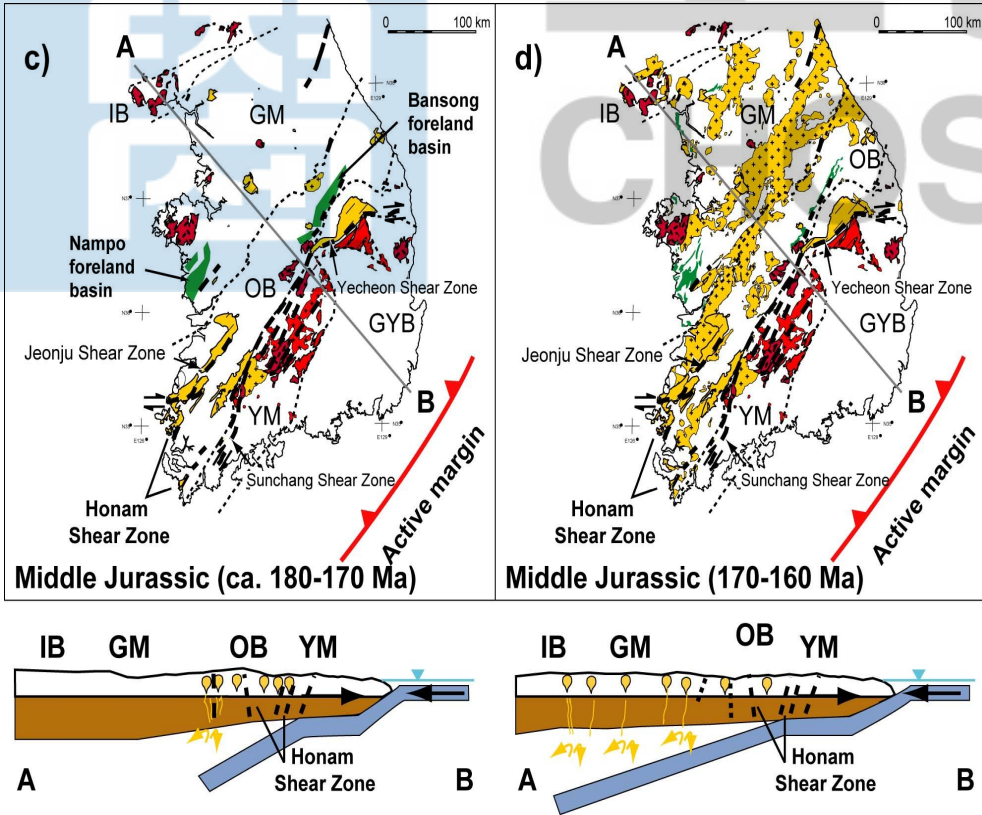 c)
A
0 100 km
IB
GM
N38°
E129°
Bansong
foreland
basin
Nampo
foreland
basin
OB
Yecheon Shear Zone
GYB
Jeonju Shear Zone
B
YM
Sunchang Shear Zone
Honam
Shear Zone
Active margin
Middle Jurassic (ca. 180-170 Ma)
d)
A
0 100 km
IB
GM
CHOS
OB
Yecheon Shear Zone
GYB
Jeonju Shear Zone
B
YM
Sunchang Shear Zone
Honam
Shear Zone
Active margin
Middle Jurassic (170-160 Ma)
IB GM OB YM
Honam
Shear Zone
A B
IB GM OB YM
Honam
Shear Zone
A B